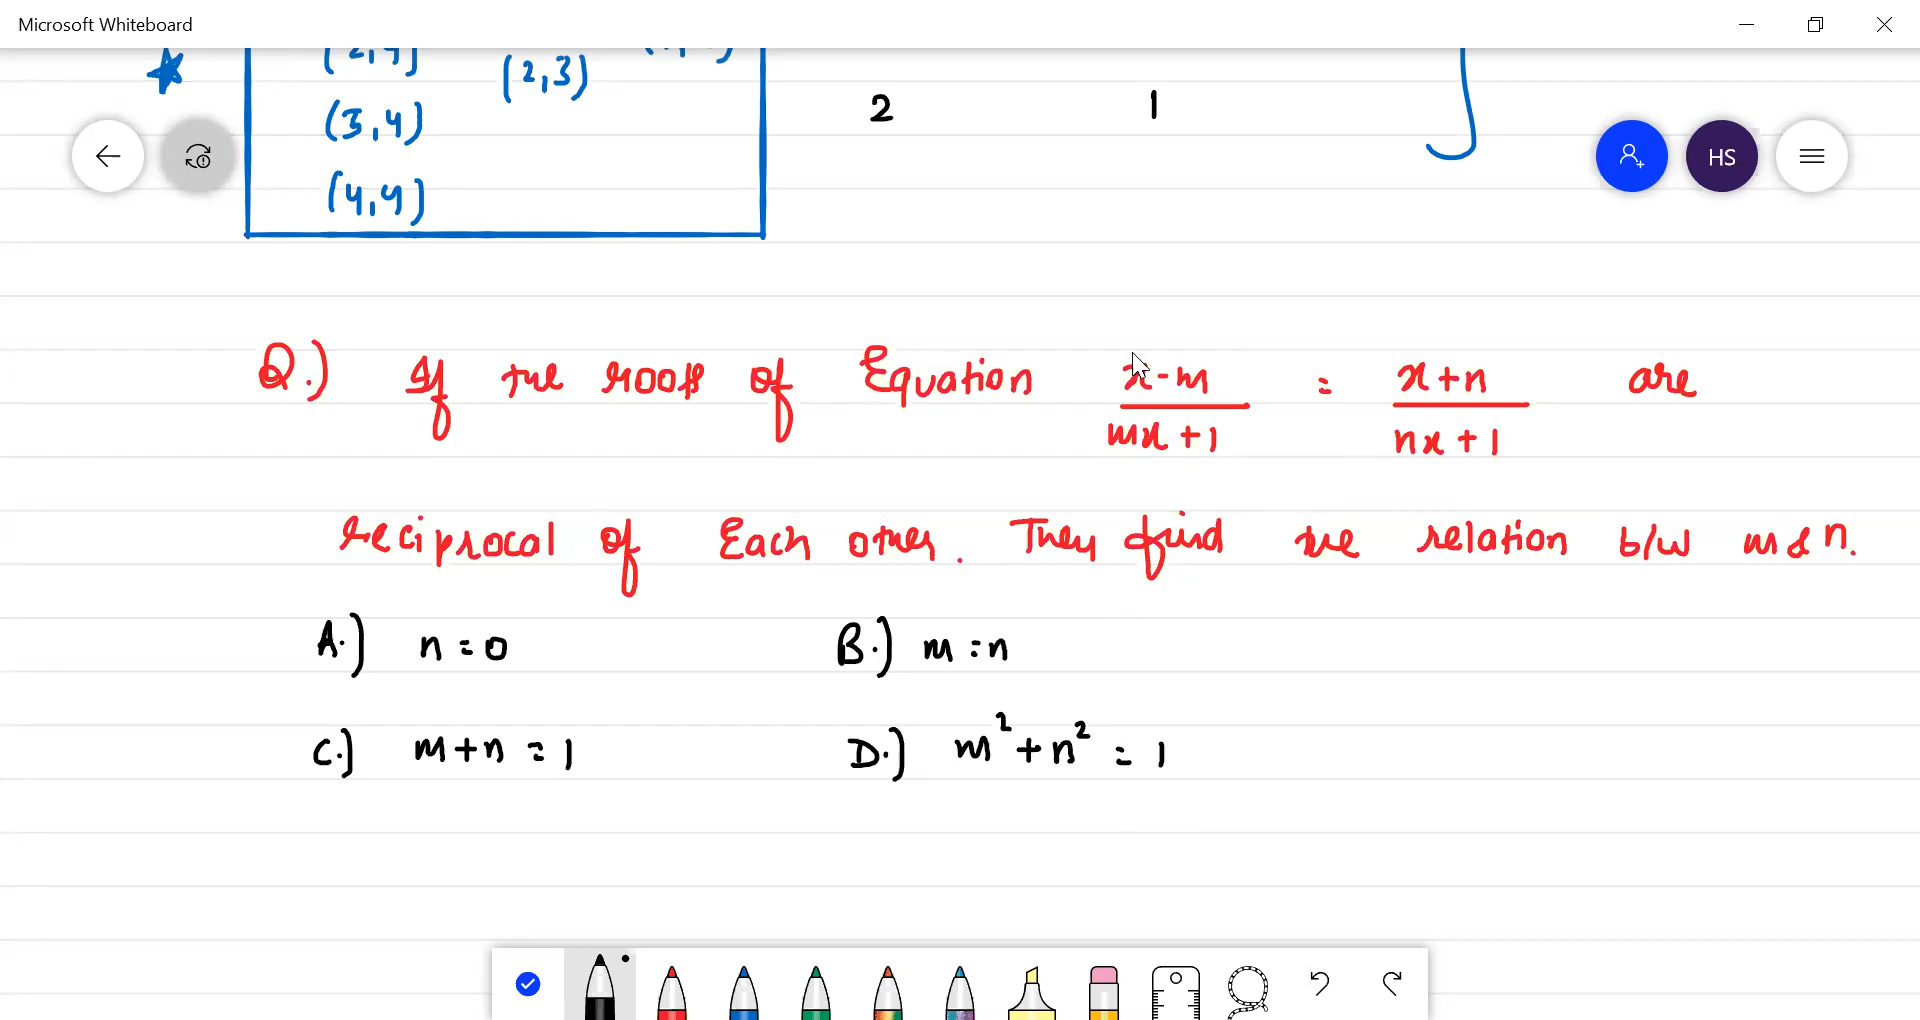 Microsoft Whiteboard
(2,3)
(3,4) 2 1
HS
(4,4)
Q.) If the roots of Equation x-m/mx+1 = x+n/nx+1 are
reciprocal of Each other. Then find the relation b/w m & n.
A.) n=0 B.) m=n
C.) m+n=1 D.) m²+n²=1